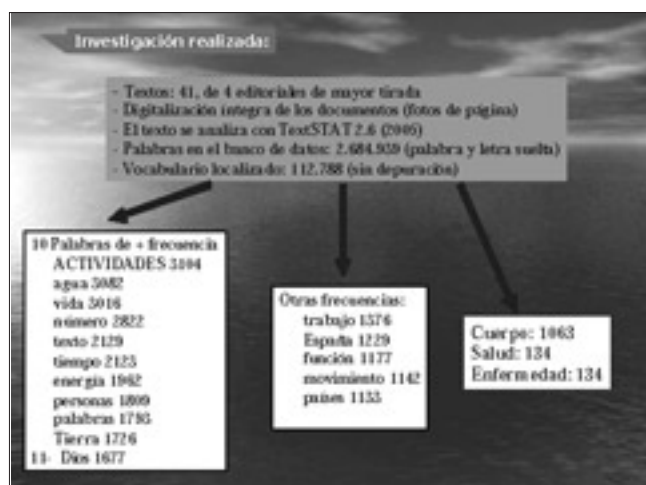 Investigación realizada:
- Textos: 41, de 4 editoriales de mayor tirada
- Digitalización íntegra de los documentos (fotos de página)
- El texto se analiza con TextSTAT 2.6 (2005)
- Palabras en el banco de datos: 2.684.939 (palabra y letra suelta)
- Vocabulario localizado: 112.788 (sin depuración)
10 Palabras de + frecuencia
ACTIVIDADES 3104
agua 3082
vida 3016
número 2822
texto 2129
tiempo 2123
energía 1962
personas 1809
palabras 1793
Tierra 1726
11- Dios 1677
Otras frecuencias:
trabajo 1376
España 1229
función 1177
movimiento 1142
países 1133
Cuerpo: 1063
Salud: 134
Enfermedad: 134